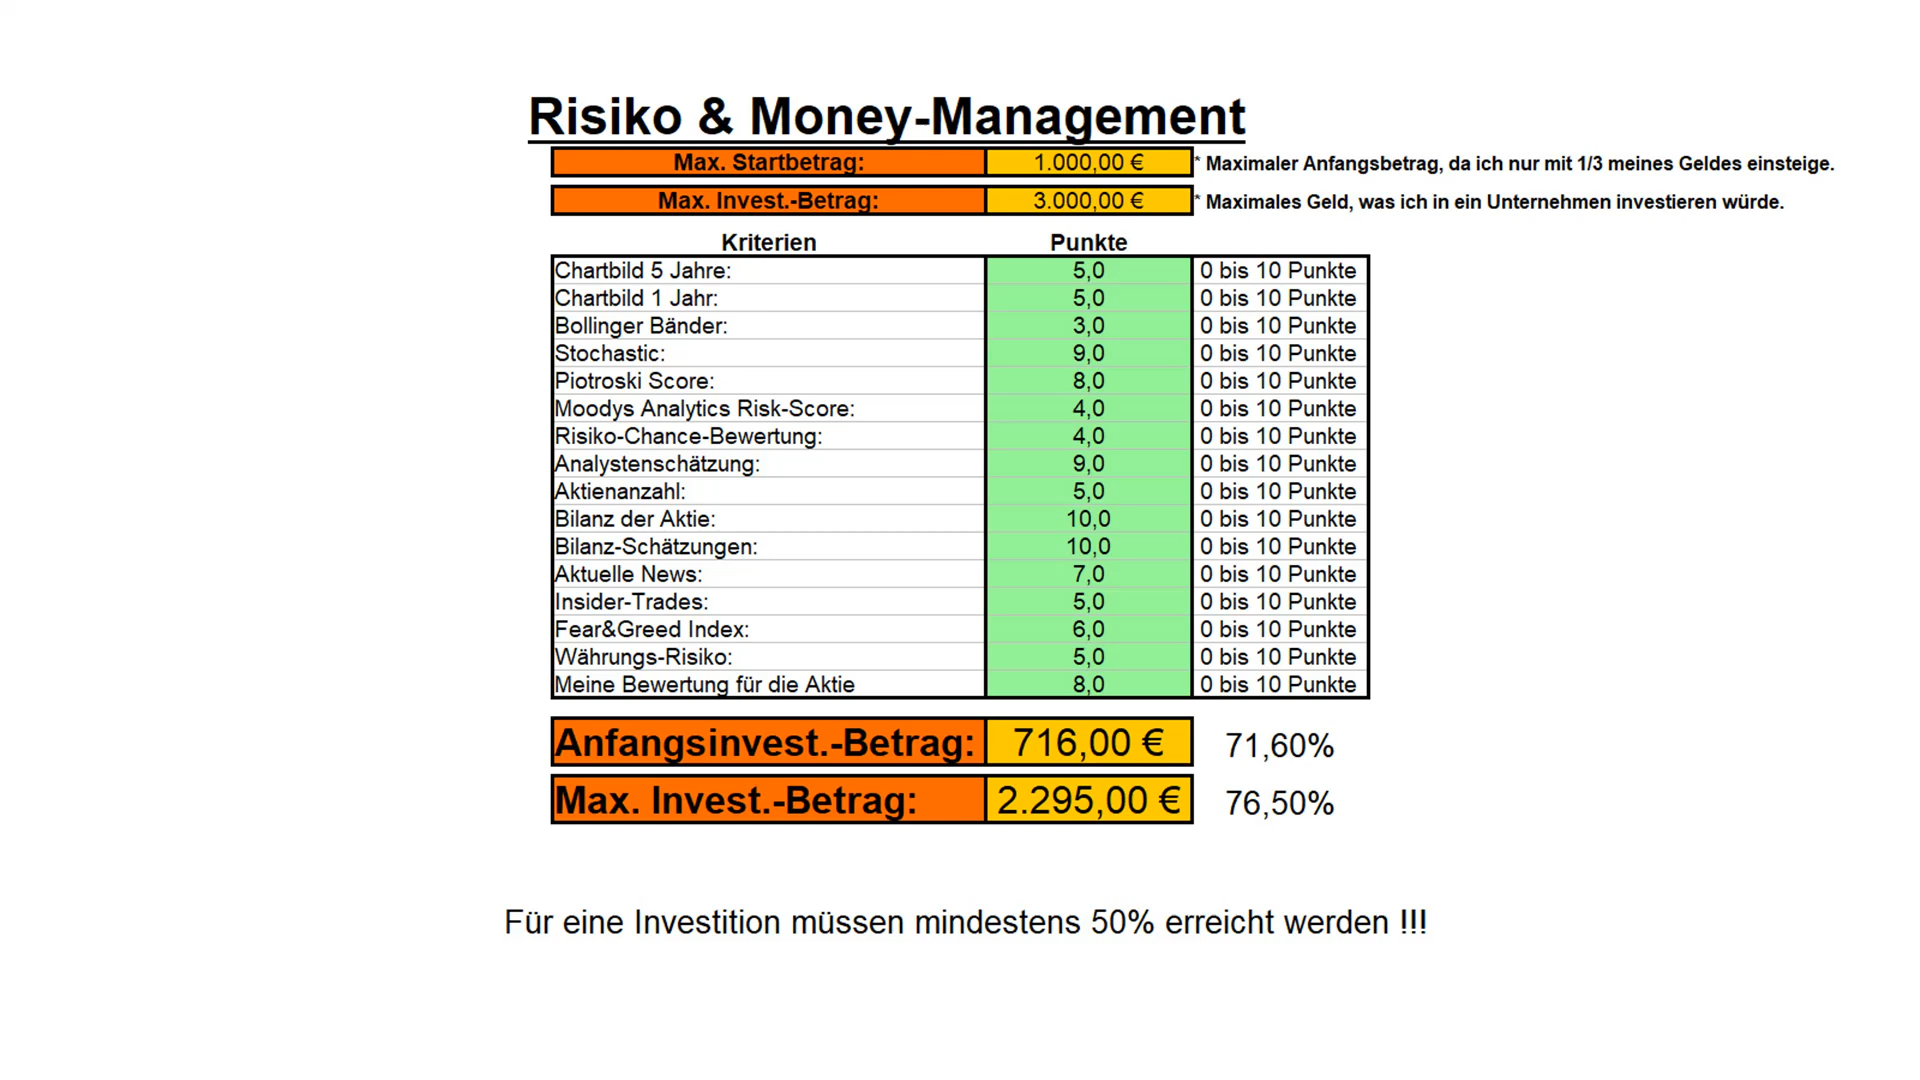 Risiko & Money-Management
Max. Startbetrag: 1.000,00 € * Maximaler Anfangsbetrag, da ich nur mit 1/3 meines Geldes einsteige.
Max. Invest.-Betrag: 3.000,00 € * Maximales Geld, was ich in ein Unternehmen investieren würde.
Kriterien Punkte
Chartbild 5 Jahre: 5,0 0 bis 10 Punkte
Chartbild 1 Jahr: 5,0 0 bis 10 Punkte
Bollinger Bänder: 3,0 0 bis 10 Punkte
Stochastic: 9,0 0 bis 10 Punkte
Piotroski Score: 8,0 0 bis 10 Punkte
Moodys Analytics Risk-Score: 4,0 0 bis 10 Punkte
Risiko-Chance-Bewertung: 4,0 0 bis 10 Punkte
Analystenschätzung: 9,0 0 bis 10 Punkte
Aktienanzahl: 5,0 0 bis 10 Punkte
Bilanz der Aktie: 10,0 0 bis 10 Punkte
Bilanz-Schätzungen: 10,0 0 bis 10 Punkte
Aktuelle News: 7,0 0 bis 10 Punkte
Insider-Trades: 5,0 0 bis 10 Punkte
Fear&Greed Index: 6,0 0 bis 10 Punkte
Währungs-Risiko: 5,0 0 bis 10 Punkte
Meine Bewertung für die Aktie 8,0 0 bis 10 Punkte
Anfangsinvest.-Betrag: 716,00 € 71,60%
Max. Invest.-Betrag: 2.295,00 € 76,50%
Für eine Investition müssen mindestens 50% erreicht werden !!!